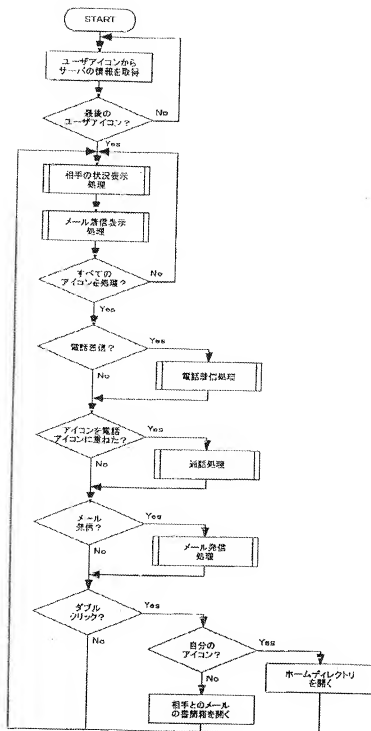 START
ユーザアイコンから
サーバの情報を取得
最後の
ユーザアイコン？
No
Yes
相手の状況表示
処理
メール着信表示
処理
すべての
アイコンを処理？
No
Yes
電話着信？
Yes
No
電話着信処理
アイコンを電話
アイコンに重ねた？
Yes
No
通話処理
メール
発信？
Yes
No
メール発信
処理
ダブル
クリック？
Yes
No
自分の
アイコン？
Yes
No
ホームディレクトリ
を開く
相手とのメール
の書簡箱を開く